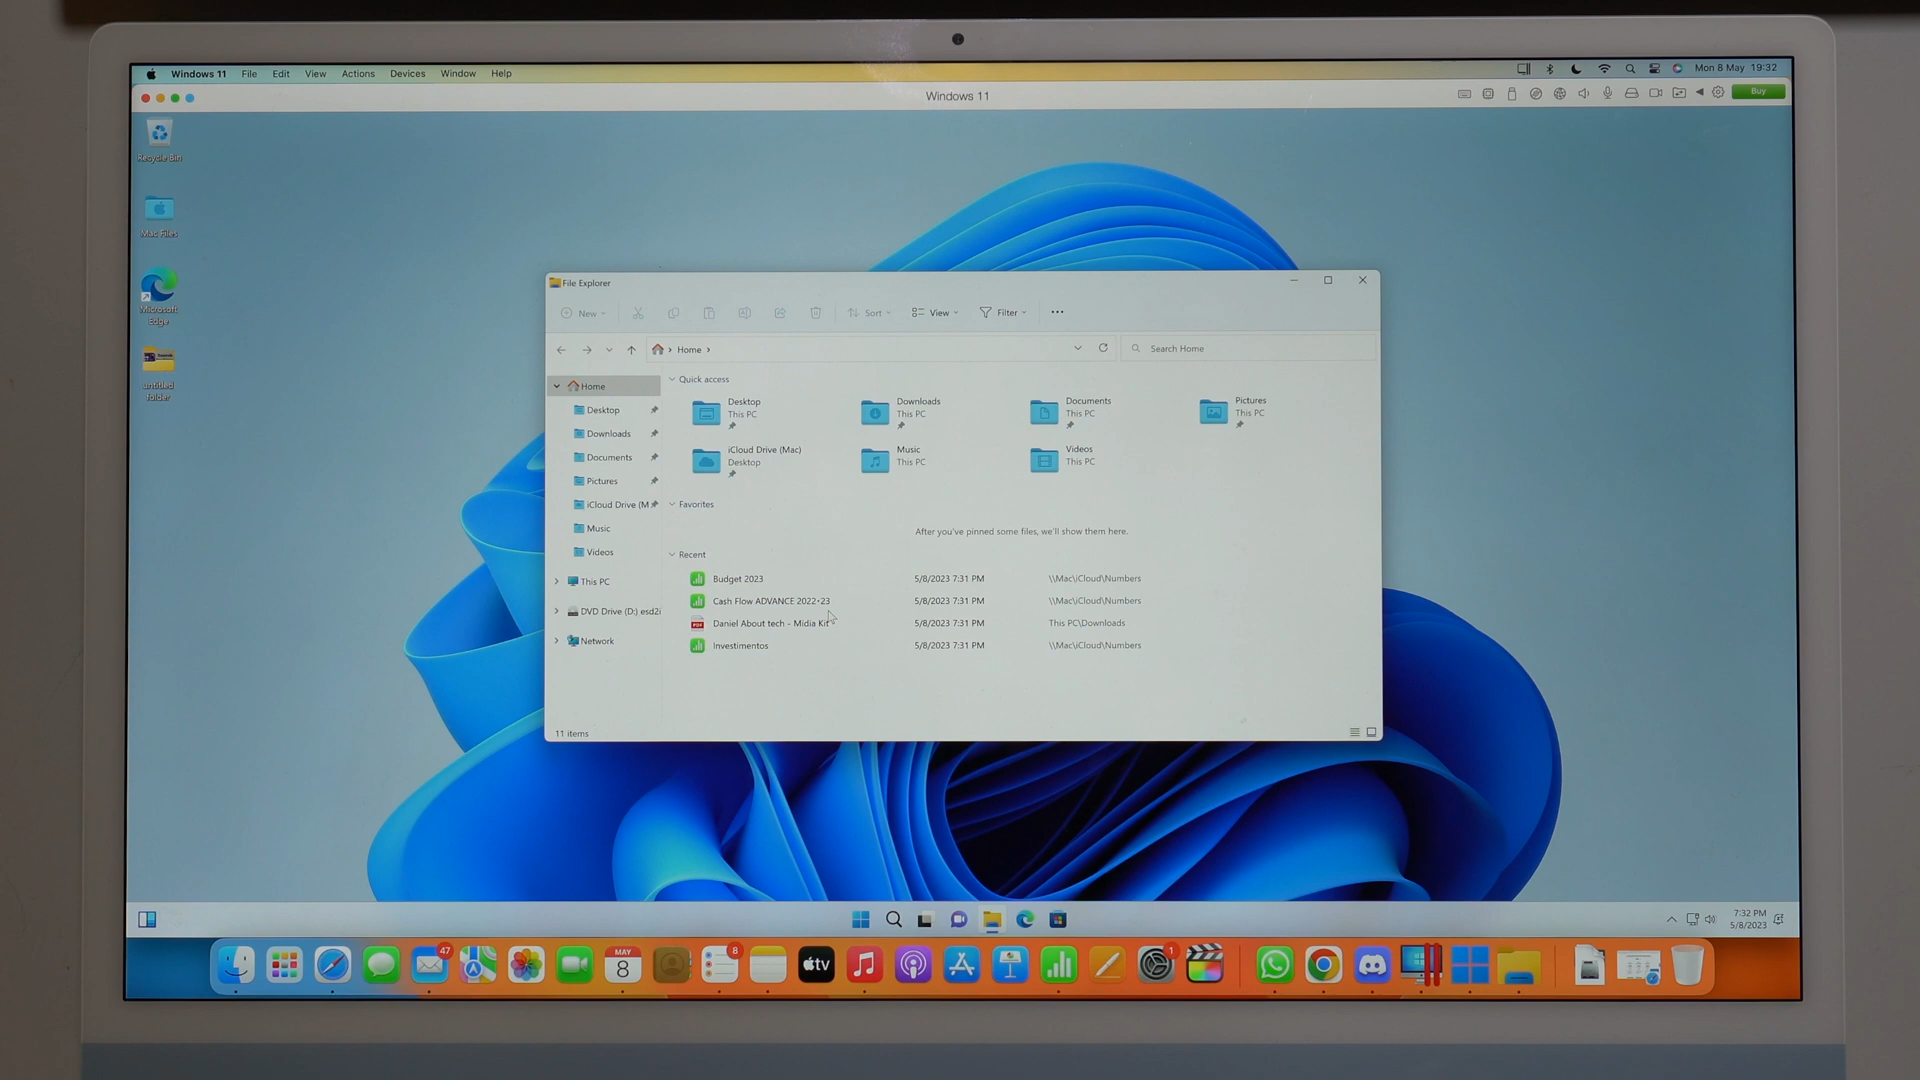 Windows 11 File Edit View Actions Devices Window Help Mon 8 May 19:32
Windows 11 Buy
Recycle Bin
Mac Files
Microsoft
Edge
untitled
folder
File Explorer
New Sort View Filter
Home Search Home
Home
Desktop
Downloads
Documents
Pictures
iCloud Drive (M
Music
Videos
This PC
DVD Drive (D:) esd2i
Network
Quick access
Desktop
This PC
Downloads
This PC
Documents
This PC
Pictures
This PC
iCloud Drive (Mac)
Desktop
Music
This PC
Videos
This PC
Favorites
After you've pinned some files, we'll show them here.
Recent
Budget 2023 5/8/2023 7:31 PM \\Mac\iCloud\Numbers
Cash Flow ADVANCE 2022•23 5/8/2023 7:31 PM \\Mac\iCloud\Numbers
Daniel About tech - Midia Kit 5/8/2023 7:31 PM This PC\Downloads
Investimentos 5/8/2023 7:31 PM \\Mac\iCloud\Numbers
11 items
7:32 PM
5/8/2023
47
MAY
8
8
tv
1